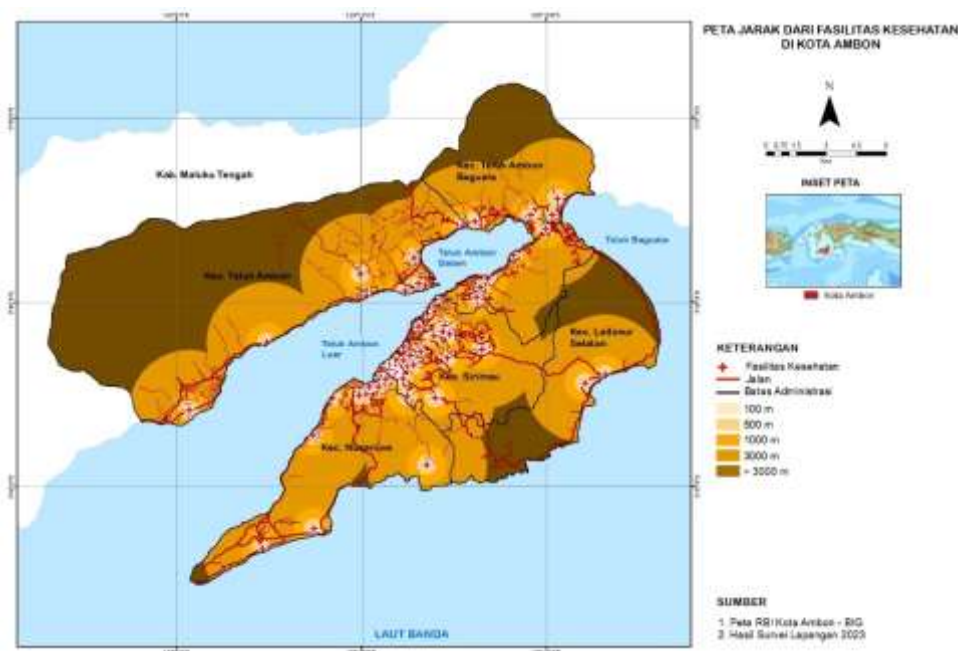 PETA JARAK DARI FASILITAS KESEHATAN
DI KOTA AMBON
N
INSET PETA
Kota Ambon
KETERANGAN
Fasilitas Kesehatan
Jalan
Batas Administrasi
100 m
500 m
1000 m
3000 m
> 3000 m
SUMBER
1. Peta RBI Kota Ambon - BIG
2. Hasil Survei Lapangan 2023
Kab. Maluku Tengah
Kec. Teluk Ambon
Baguala
Teluk Baguala
Teluk Ambon
Dalam
Kec. Teluk Ambon
Teluk Ambon
Luar
Kec. Leitimur
Selatan
Kec. Sirimau
Kec. Nusaniwe
LAUT BANDA